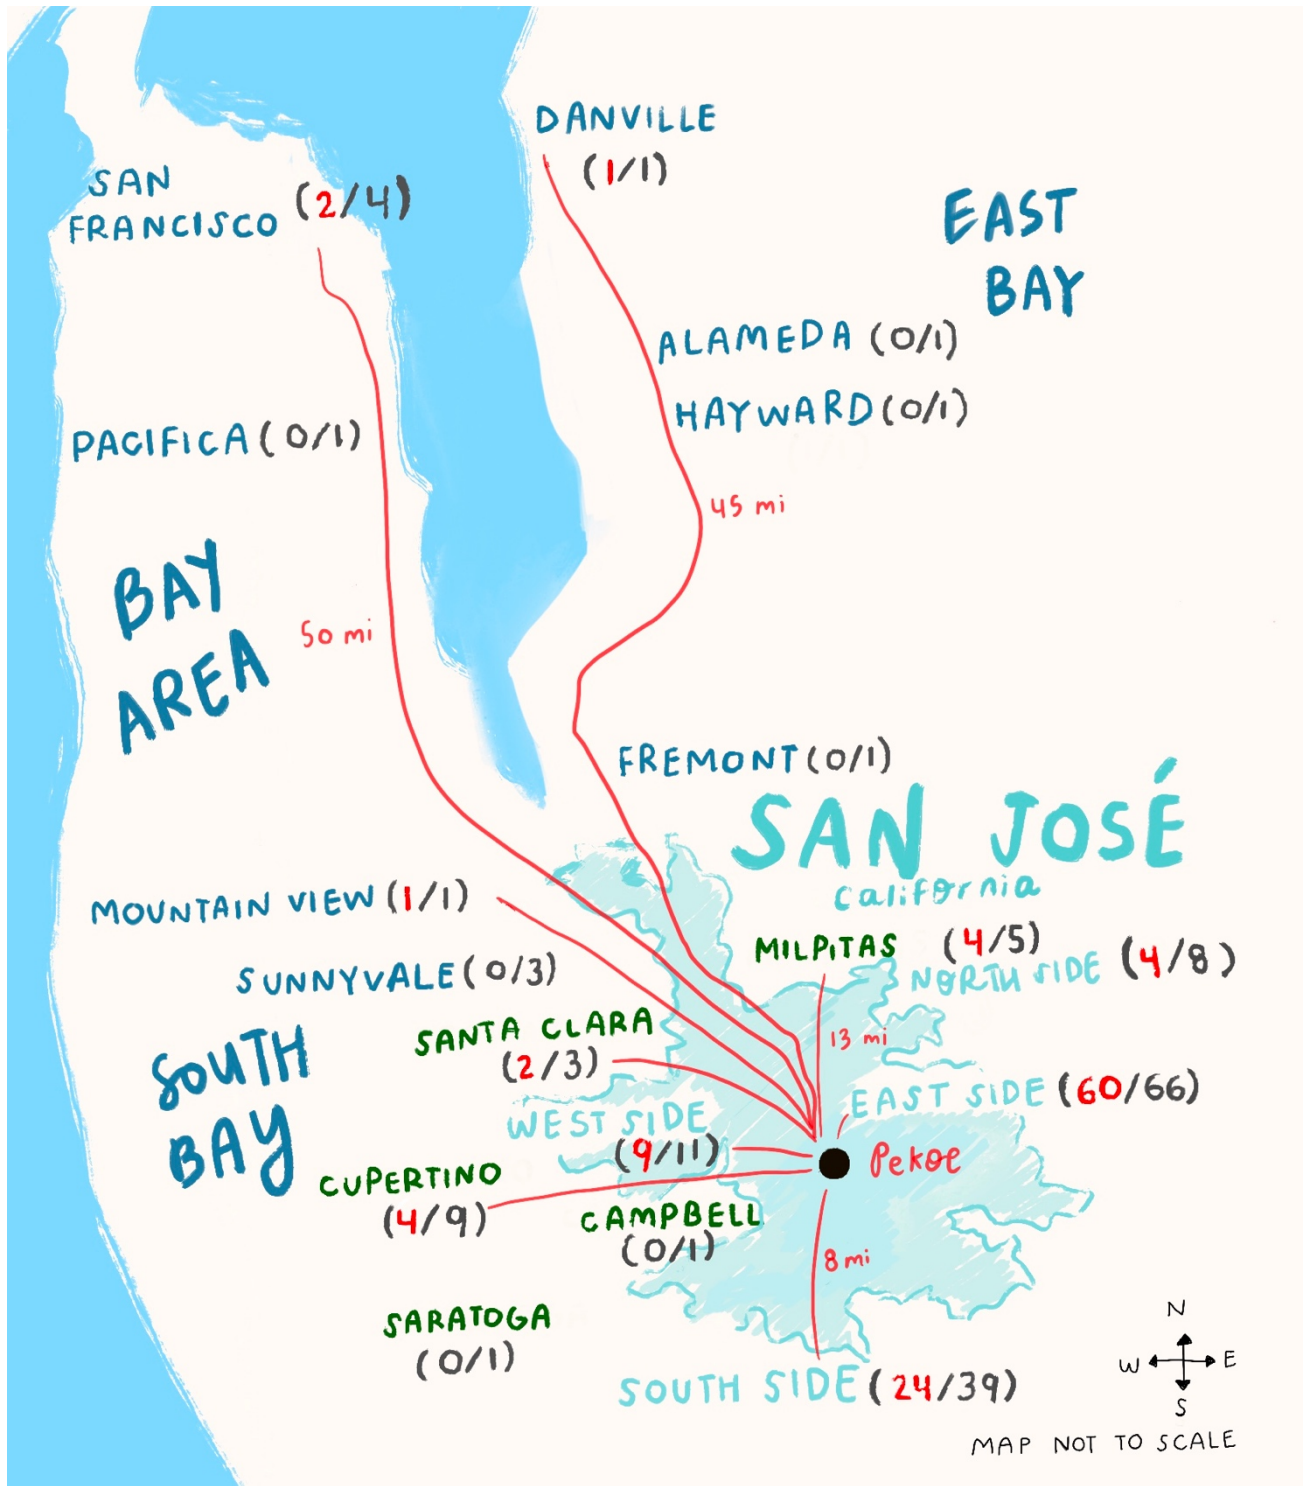 DANVILLE
(1/1)
SAN
FRANCISCO (2/4)
EAST
BAY
ALAMEDA (0/1)
HAYWARD (0/1)
PACIFICA (0/1)
45 mi
BAY
AREA
50 mi
FREMONT (0/1)
SAN JOSÉ
California
MOUNTAIN VIEW (1/1)
MILPITAS (4/5)
NORTH SIDE (4/8)
SUNNYVALE (0/3)
SANTA CLARA
(2/3)
13 mi
SOUTH
BAY
EAST SIDE (60/66)
WEST SIDE
(9/11)
Pekoe
CUPERTINO
(4/9)
CAMPBELL
(0/1)
8 mi
SARATOGA
(0/1)
SOUTH SIDE (24/39)
N
W E
S
MAP NOT TO SCALE